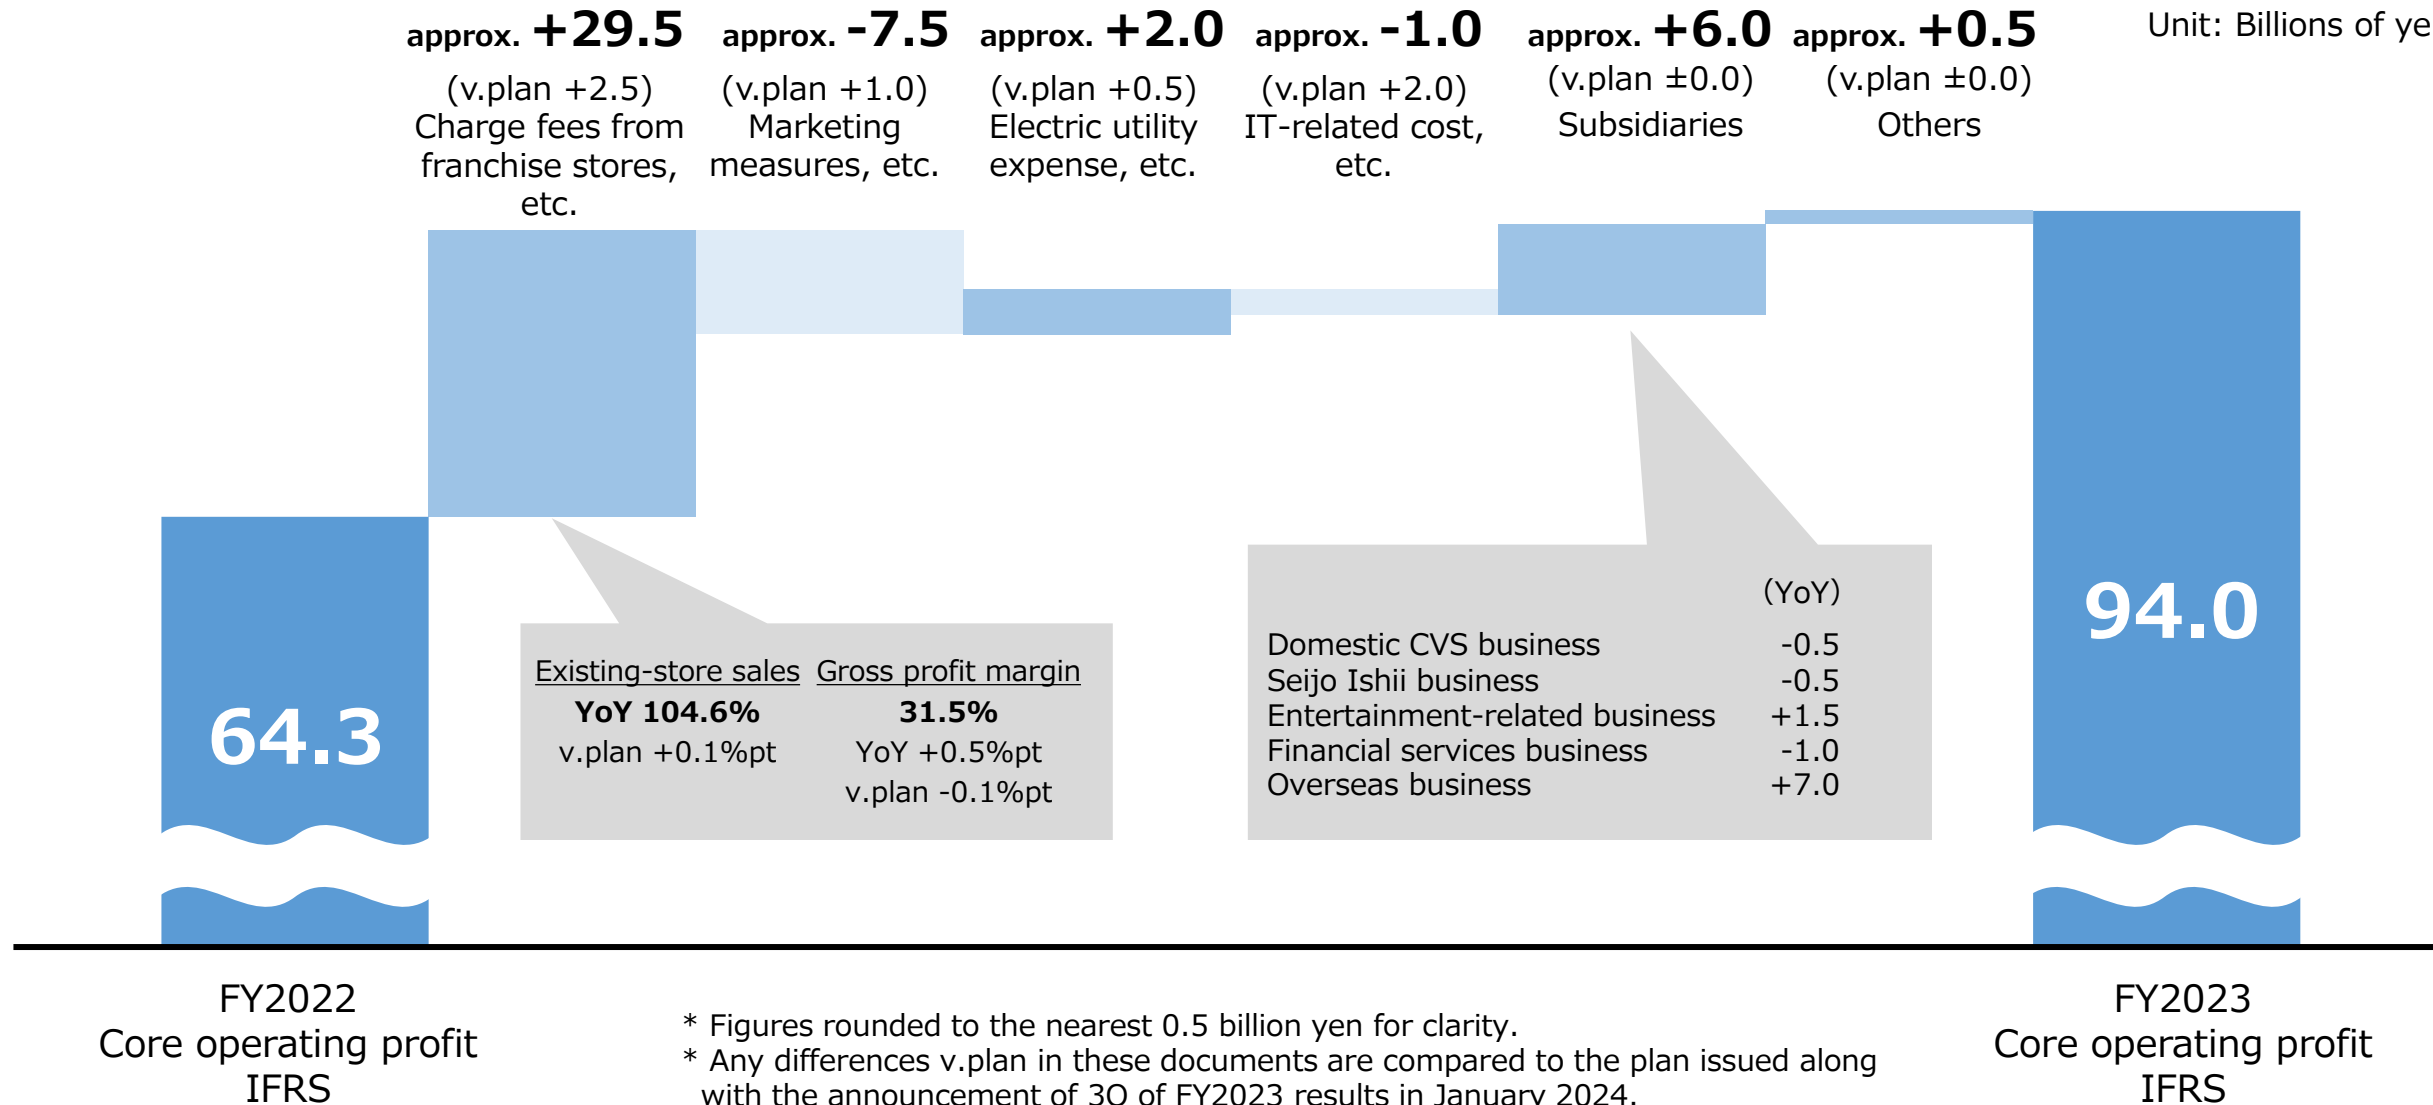 approx. +29.5
(v.plan +2.5)
Charge fees from
franchise stores,
etc.
approx. -7.5
(v.plan +1.0)
Marketing
measures, etc.
approx. +2.0
(v.plan +0.5)
Electric utility
expense, etc.
approx. -1.0
(v.plan +2.0)
IT-related cost,
etc.
approx. +6.0
(v.plan ±0.0)
Subsidiaries
approx. +0.5
(v.plan ±0.0)
Others
Unit: Billions of ye
64.3
Existing-store sales
YoY 104.6%
v.plan +0.1%pt
Gross profit margin
31.5%
YoY +0.5%pt
v.plan -0.1%pt
(YoY)
Domestic CVS business -0.5
Seijo Ishii business -0.5
Entertainment-related business +1.5
Financial services business -1.0
Overseas business +7.0
94.0
FY2022
Core operating profit
IFRS
* Figures rounded to the nearest 0.5 billion yen for clarity.
* Any differences v.plan in these documents are compared to the plan issued along
with the announcement of 3Q of FY2023 results in January 2024.
FY2023
Core operating profit
IFRS